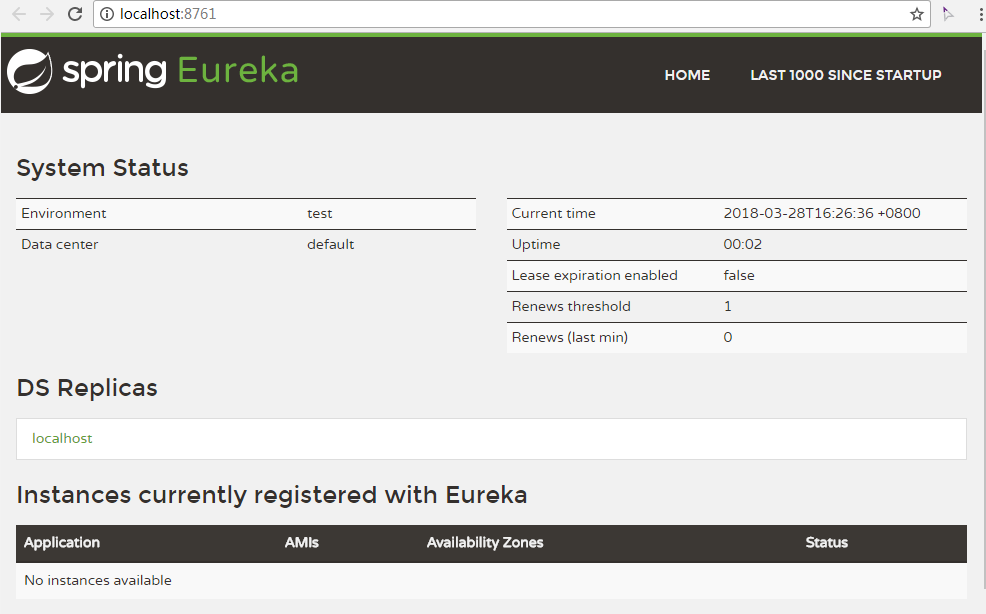 localhost:8761
spring Eureka
HOME LAST 1000 SINCE STARTUP
System Status
Environment test
Data center default
Current time 2018-03-28T16:26:36 +0800
Uptime 00:02
Lease expiration enabled false
Renews threshold 1
Renews (last min) 0
DS Replicas
localhost
Instances currently registered with Eureka
Application AMIs Availability Zones Status
No instances available